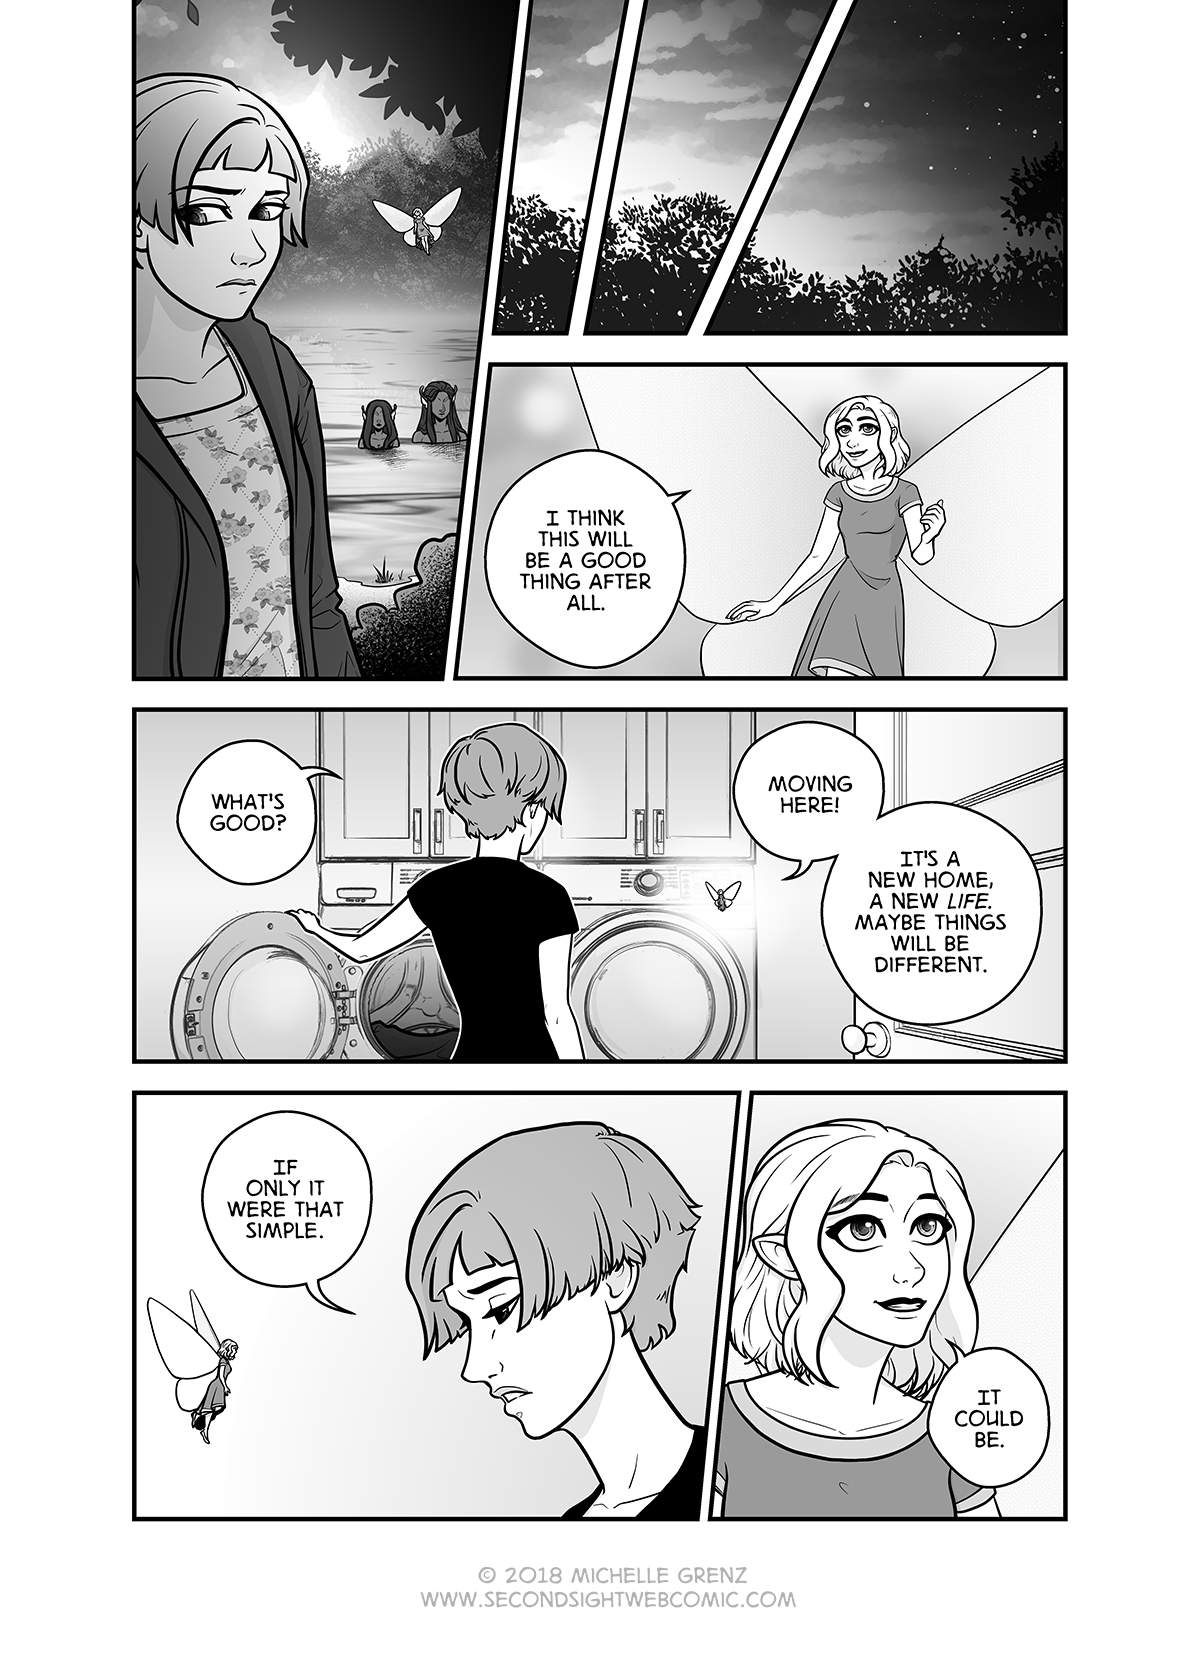 I THINK
THIS WILL
BE A GOOD
THING AFTER
ALL.
WHAT'S
GOOD?
MOVING
HERE!
IT'S A
NEW HOME,
A NEW LIFE.
MAYBE THINGS
WILL BE
DIFFERENT.
IF
ONLY IT
WERE THAT
SIMPLE.
IT
COULD
BE.
© 2018 MICHELLE GRENZ
WWW.SECONDSIGHTWEBCOMIC.COM